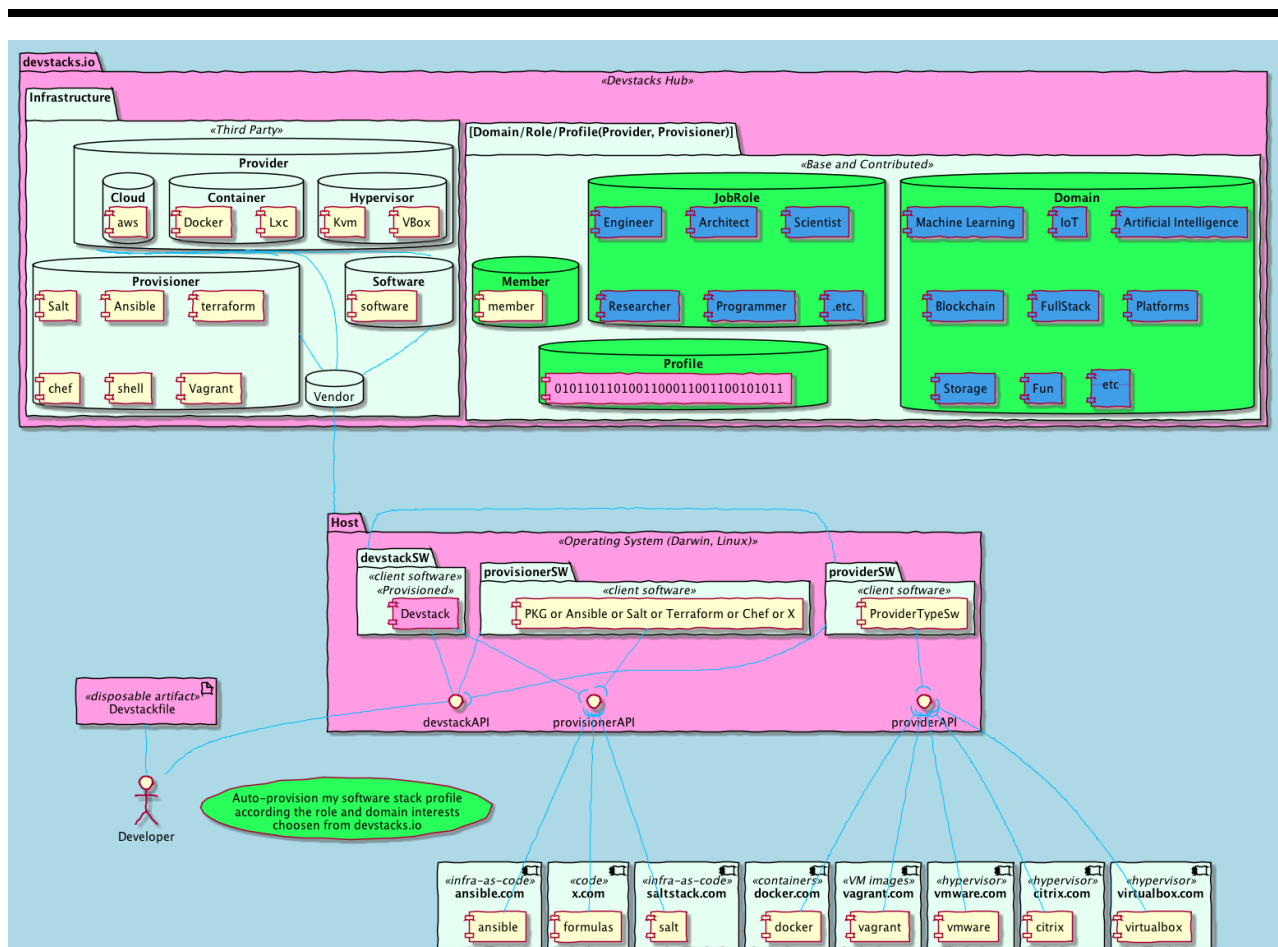 devstacks.io
«Devstacks Hub»
Infrastructure
«Third Party»
[Domain/Role/Profile(Provider, Provisioner)]
«Base and Contributed»
Provider
Cloud
Container
Hypervisor
aws
Docker
Lxc
Kvm
VBox
JobRole
Engineer
Architect
Scientist
Domain
Machine Learning
IoT
Artificial Intelligence
Provisioner
Salt
Ansible
terraform
Software
software
Member
member
Researcher
Programmer
.etc.
Blockchain
FullStack
Platforms
Profile
010110110100110001100110010​1011
chef
shell
Vagrant
Vendor
Storage
Fun
etc
Host
«Operating System (Darwin, Linux)»
devstackSW
«client software»
«Provisioned»
Devstack
provisionerSW
«client software»
PKG or Ansible or Salt or Terraform or Chef or X
providerSW
«client software»
ProviderTypeSw
«disposable artifact»
Devstackfile
devstackAPI
provisionerAPI
providerAPI
Developer
Auto-provision my software stack profile
according the role and domain interests
choosen from devstacks.io
«infra-as-code»
ansible.com
ansible
«code»
x.com
formulas
«infra-as-code»
saltstack.com
salt
«containers»
docker.com
docker
«VM images»
vagrant.com
vagrant
«hypervisor»
vmware.com
vmware
«hypervisor»
citrix.com
citrix
«hypervisor»
virtualbox.com
virtualbox